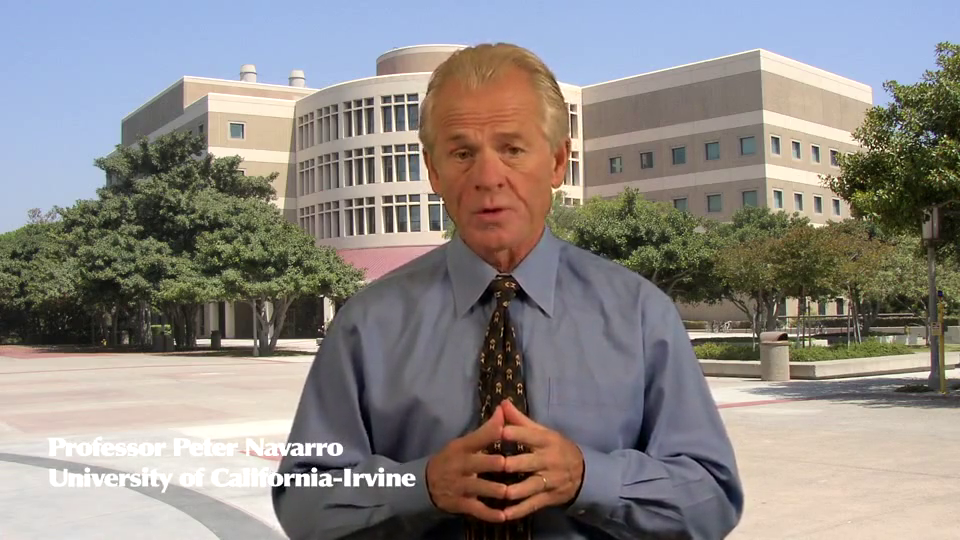 Professor Peter Navarro
University of California-Irvine